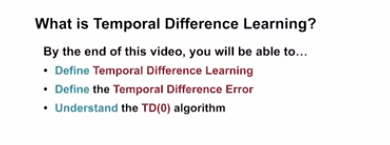 What is Temporal Difference Learning?
By the end of this video, you will be able to...
• Define Temporal Difference Learning
• Define the Temporal Difference Error
• Understand the TD(0) algorithm